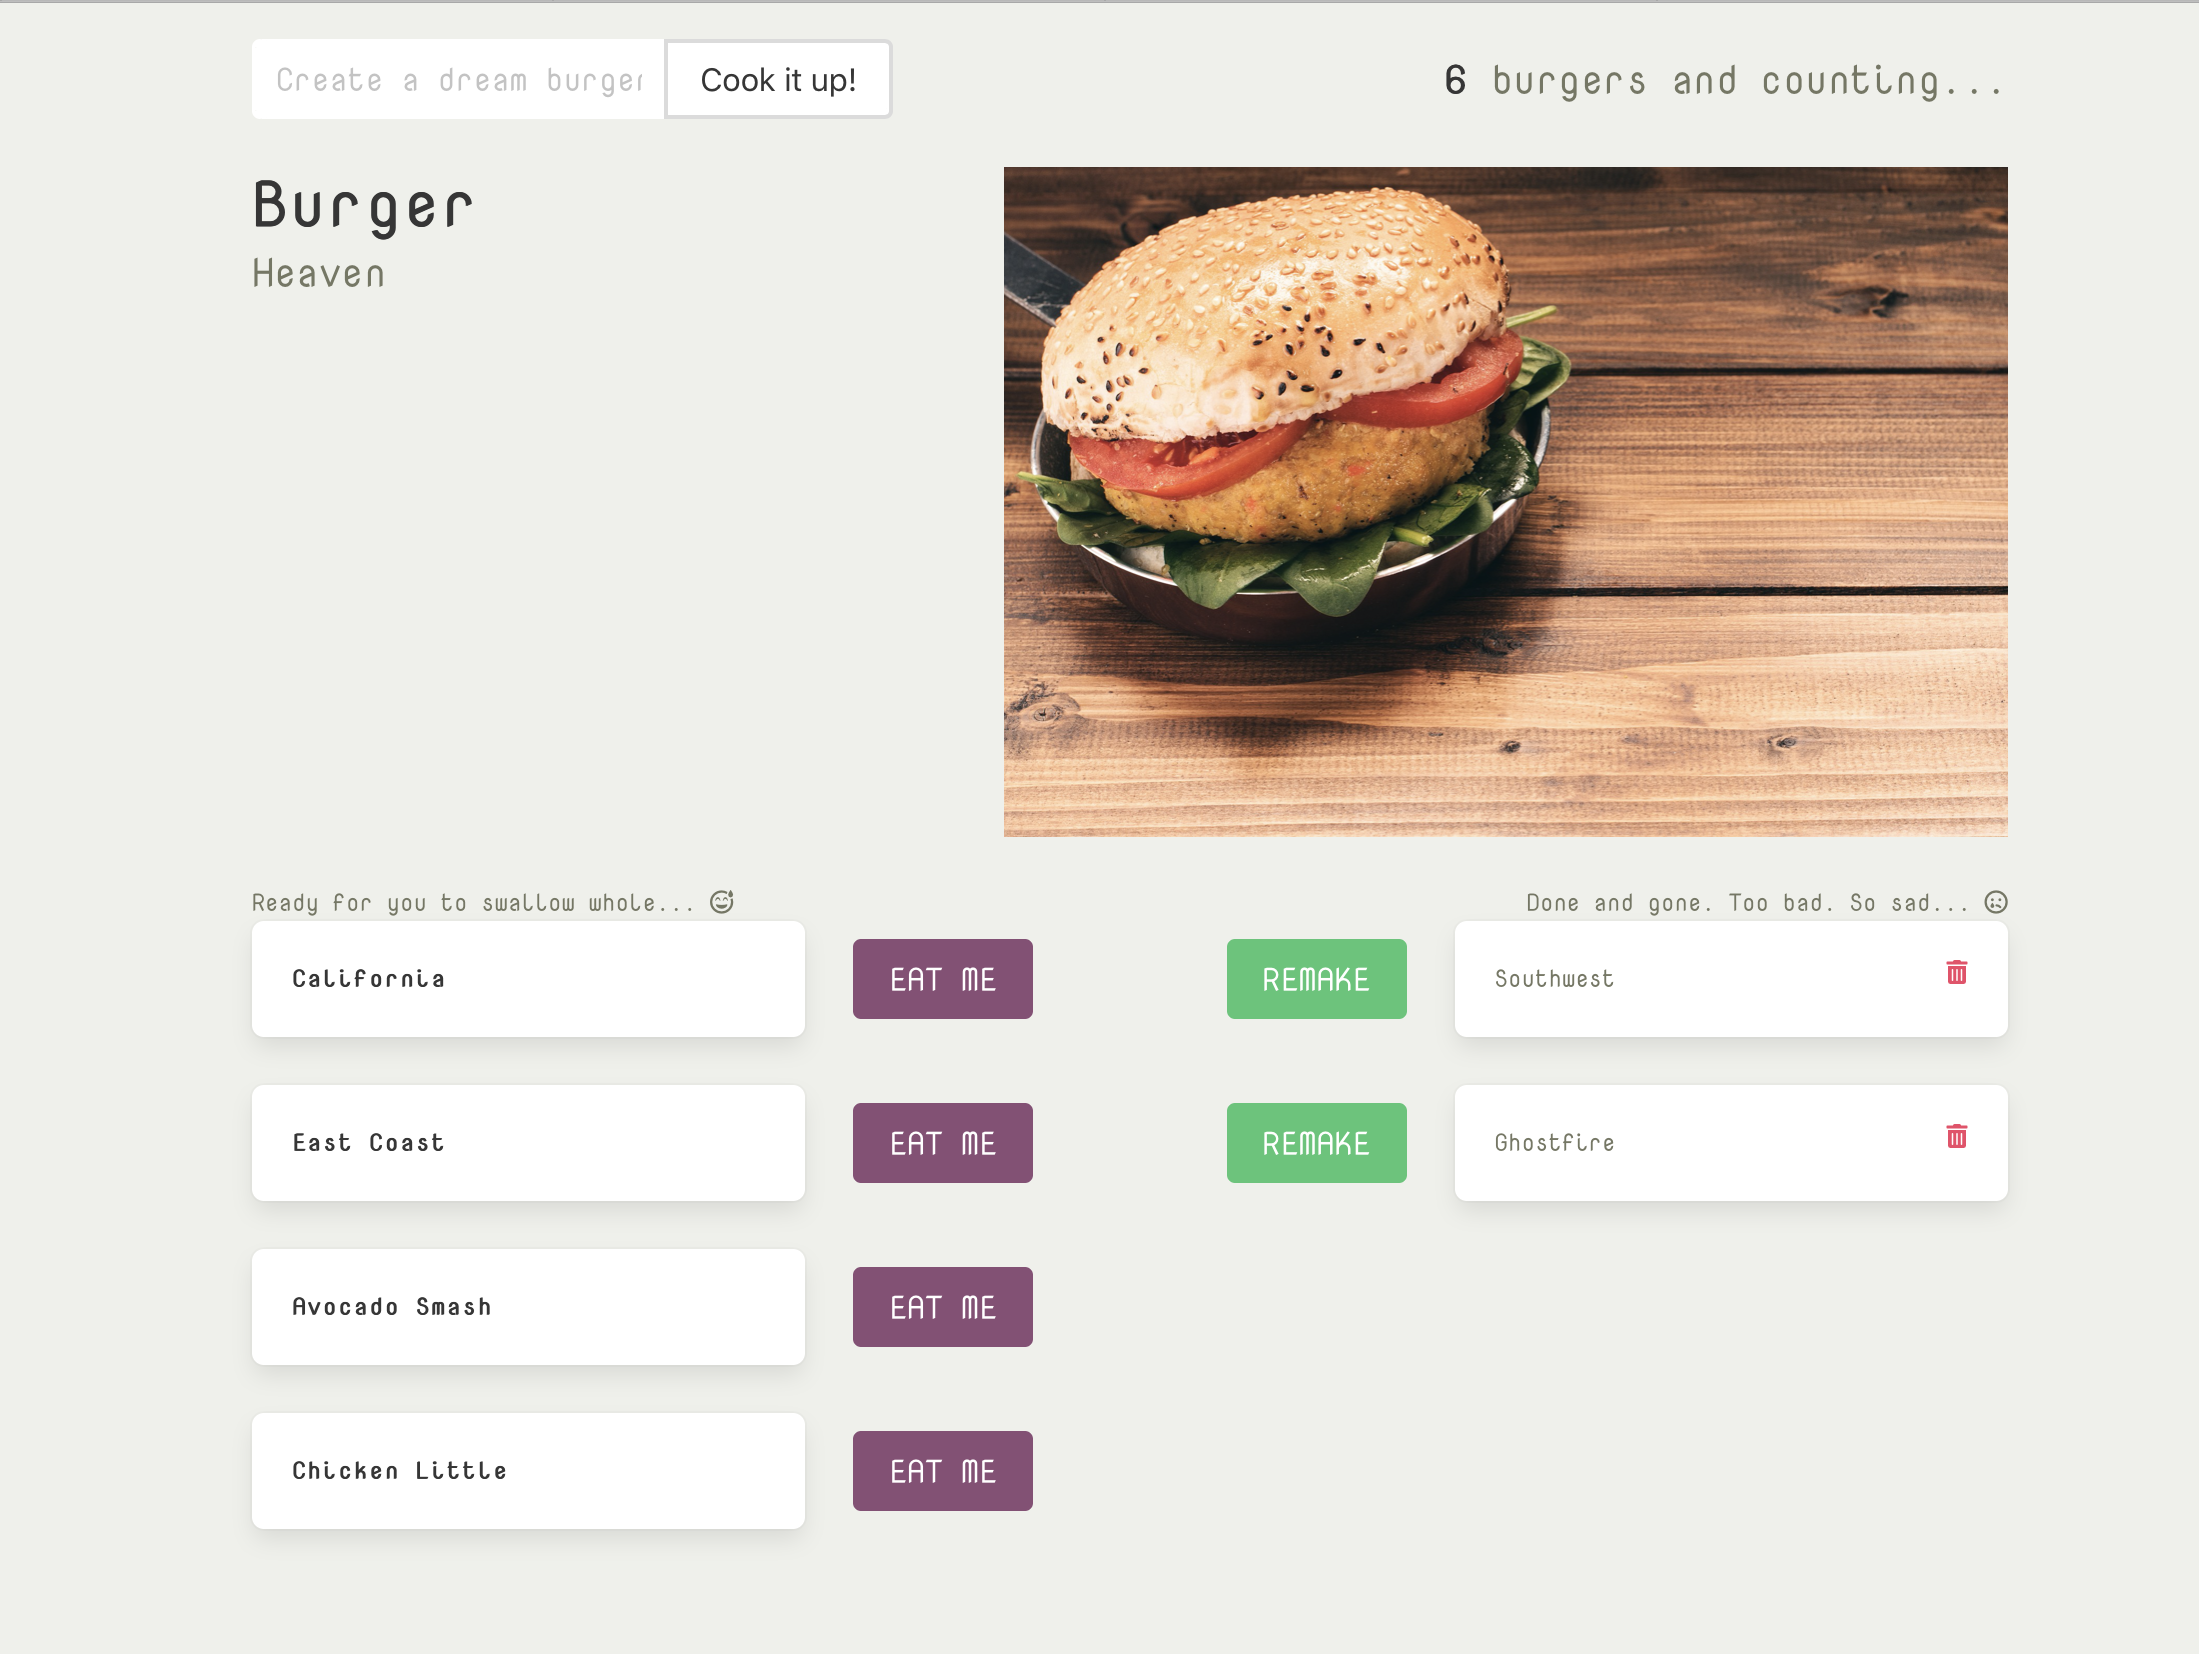 Create a dream burger
Cook it up!
6 burgers and counting...
Burger
Heaven
Ready for you to swallow whole...
Done and gone. Too bad. So sad...
California
EAT ME
REMAKE
Southwest
East Coast
EAT ME
REMAKE
Ghostfire
Avocado Smash
EAT ME
Chicken Little
EAT ME